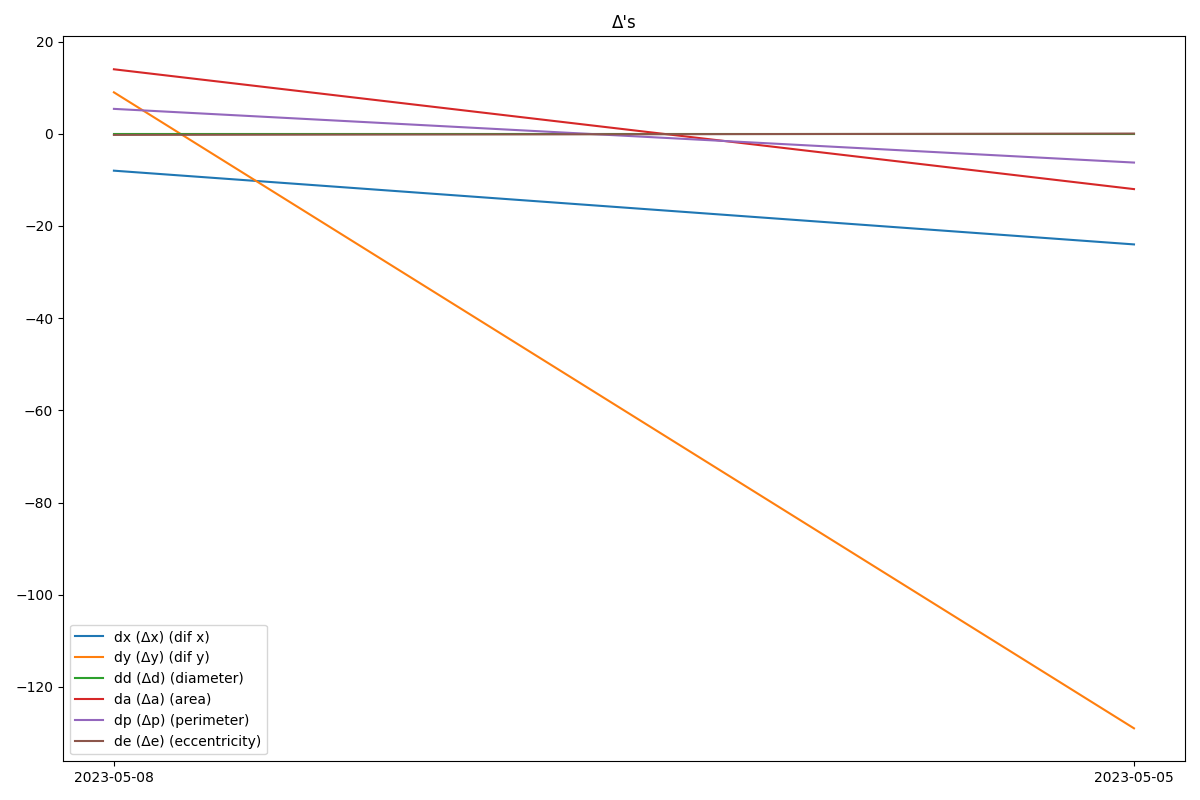 Δ's
20
0
−20
−40
−60
−80
−100
−120
dx (Δx) (dif x)
dy (Δy) (dif y)
dd (Δd) (diameter)
da (Δa) (area)
dp (Δp) (perimeter)
de (Δe) (eccentricity)
2023-05-08
2023-05-05